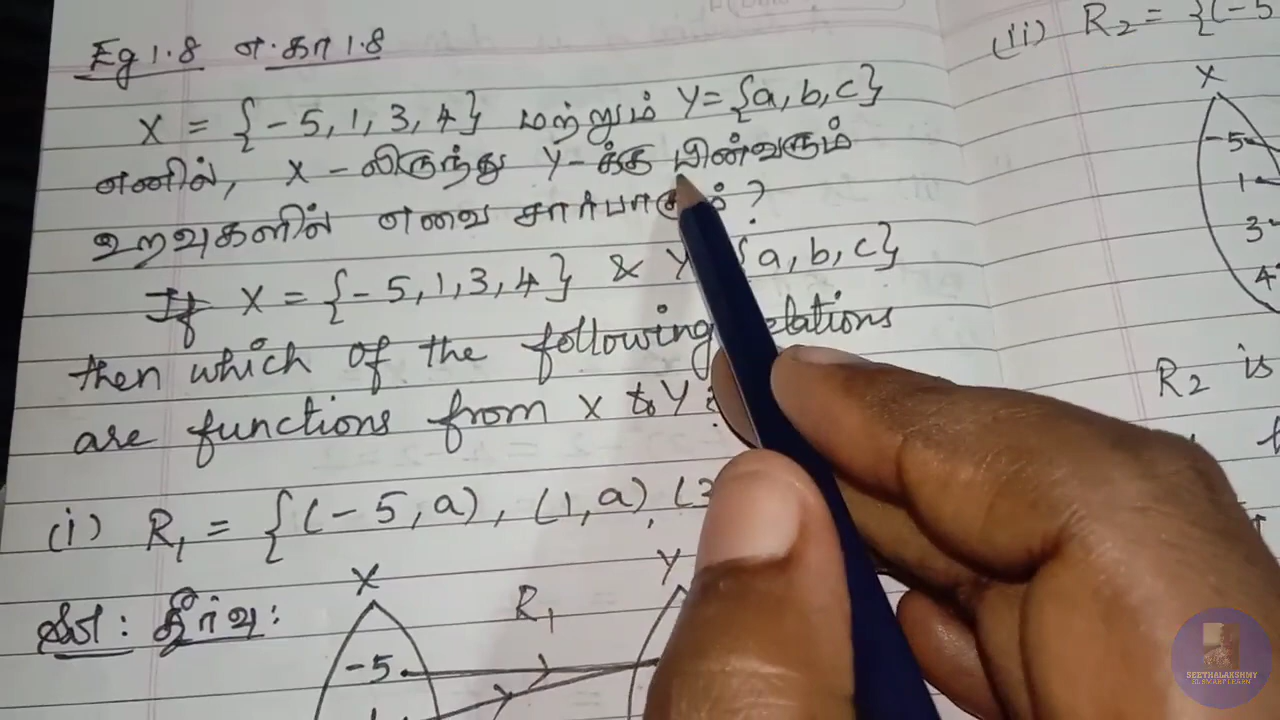 Eg 1.8 எ.கா 1.8
X = {-5, 1, 3, 4} மற்றும் Y = {a, b, c}
எனில், X - லிருந்து Y - க்கு பின்வரும்
உறவுகளில் எவை சார்பாகும் ?
If X = {-5, 1, 3, 4} & Y {a, b, c}
then which of the following relations
are functions from X to Y ?
(i) R₁ = {(-5, a), (1, a), (3
Sol : தீர்வு :
X R₁ Y
-5
(ii) R₂ = {(-5
X
-5
1
3
4
R₂ is
SEETHALAKSHMY